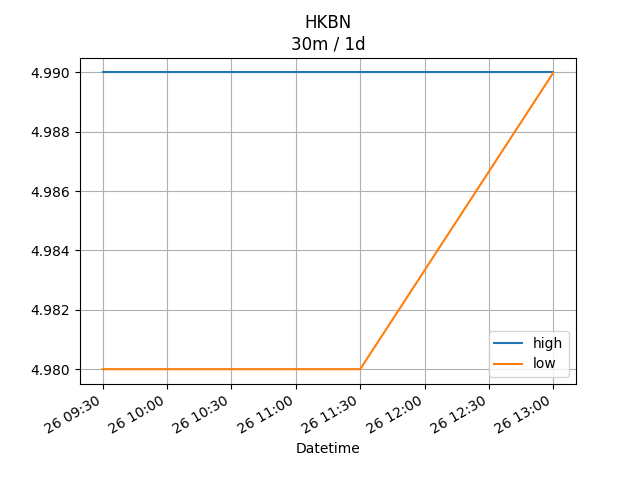 HKBN
30m / 1d
4.990
4.988
4.986
4.984
4.982
4.980
high
low
26 09:30
26 10:00
26 10:30
26 11:00
26 11:30
26 12:00
26 12:30
26 13:00
Datetime